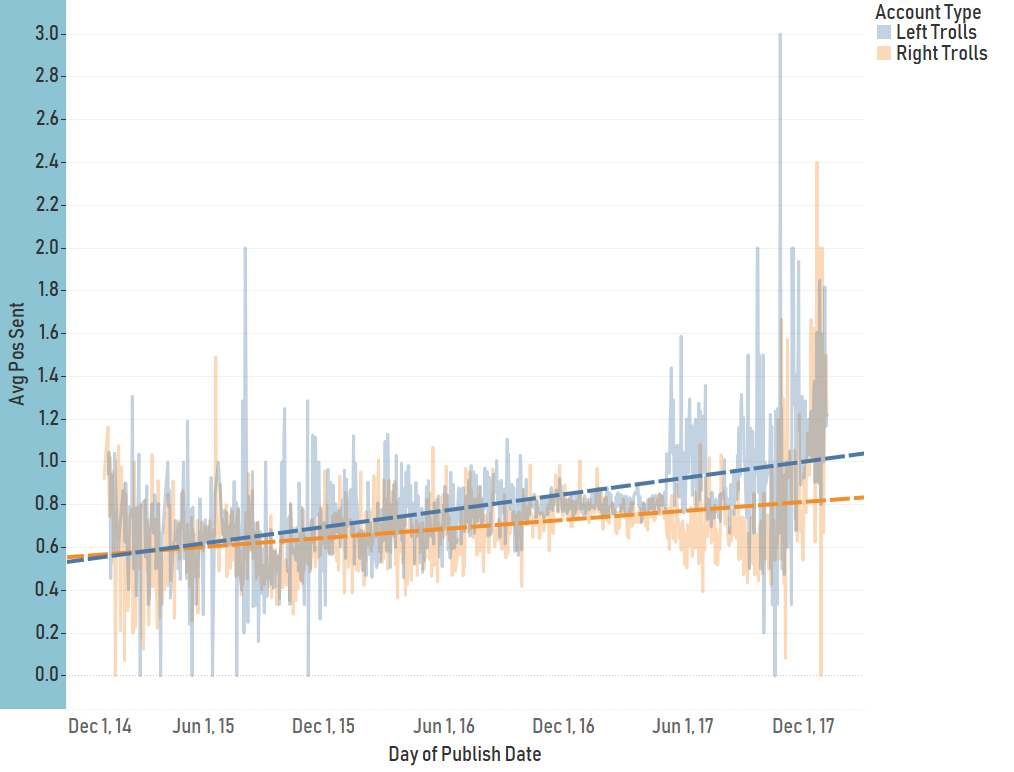 Account Type
Left Trolls
Right Trolls
3.0
2.8
2.6
2.4
2.2
2.0
1.8
1.6
1.4
1.2
1.0
0.8
0.6
0.4
0.2
0.0
Avg Pos Sent
Dec 1, 14 Jun 1, 15 Dec 1, 15 Jun 1, 16 Dec 1, 16 Jun 1, 17 Dec 1, 17
Day of Publish Date